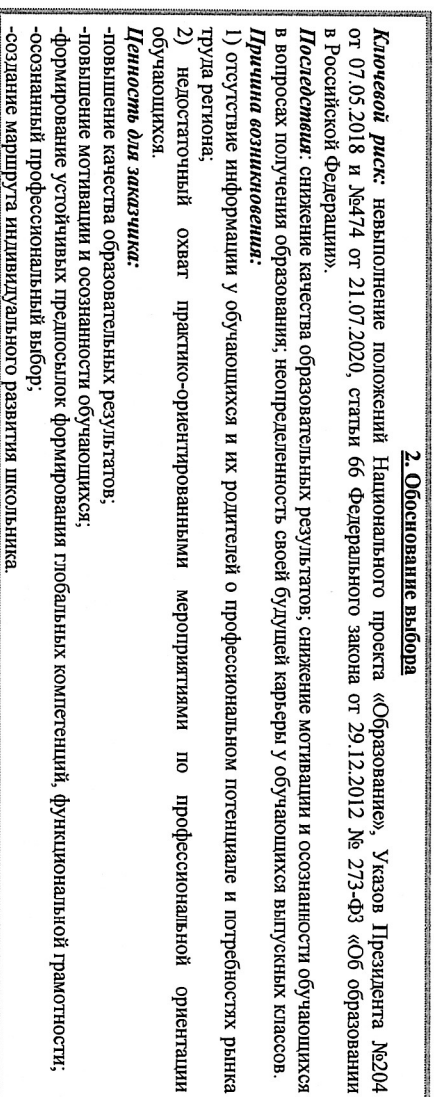 2. Обоснование выбора
Ключевой риск: невыполнение положений Национального проекта «Образование», Указов Президента №204
от 07.05.2018 и №474 от 21.07.2020, статьи 66 Федерального закона от 29.12.2012 № 273-ФЗ «Об образовании
в Российской Федерации».
Последствия: снижение качества образовательных результатов; снижение мотивации и осознанности обучающихся
в вопросах получения образования; неопределенность своей будущей карьеры у обучающихся выпускных классов.
Причина возникновения:
1) отсутствие информации у обучающихся и их родителей о профессиональном потенциале и потребностях рынка
труда региона;
2) недостаточный охват практико-ориентированными мероприятиями по профессиональной ориентации
обучающихся.
Ценность для заказчика:
-повышение качества образовательных результатов;
-повышение мотивации и осознанности обучающихся;
-формирование устойчивых предпосылок формирования глобальных компетенций, функциональной грамотности;
-осознанный профессиональный выбор;
-создание маршрута индивидуального развития школьника.